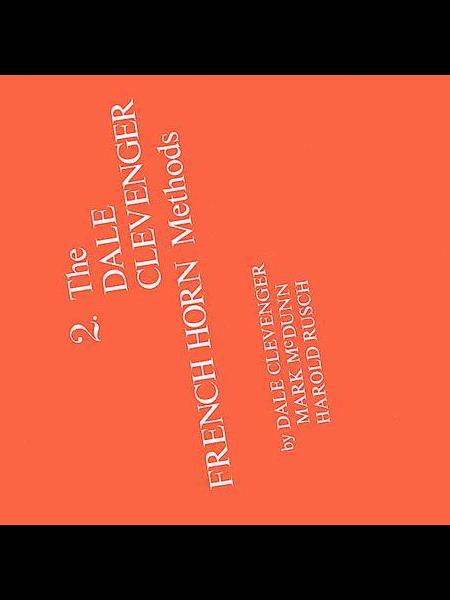 2. The
DALE
CLEVENGER
FRENCH HORN Methods
by DALE CLEVENGER
MARK McDUNN
HAROLD RUSCH